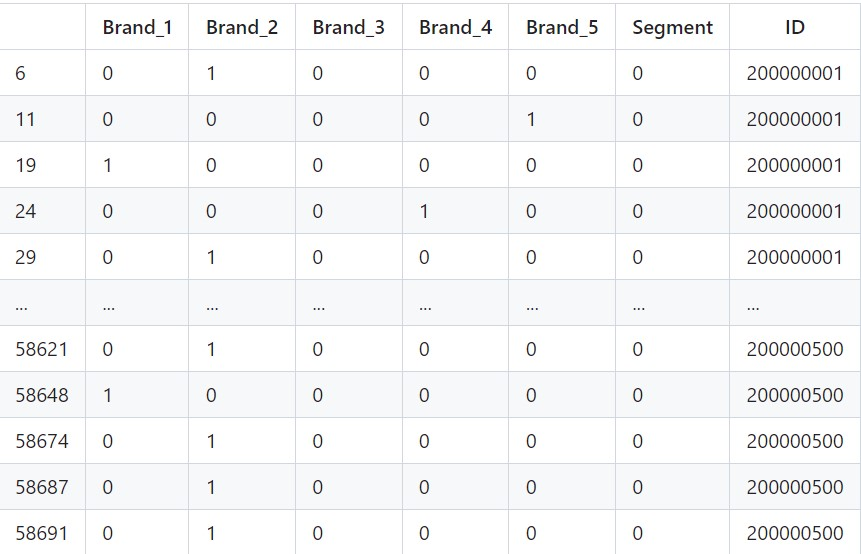 Brand_1 Brand_2 Brand_3 Brand_4 Brand_5 Segment ID
6 0 1 0 0 0 0 200000001
11 0 0 0 0 1 0 200000001
19 1 0 0 0 0 0 200000001
24 0 0 0 1 0 0 200000001
29 0 1 0 0 0 0 200000001
... ... ... ... ... ... ... ...
58621 0 1 0 0 0 0 200000500
58648 1 0 0 0 0 0 200000500
58674 0 1 0 0 0 0 200000500
58687 0 1 0 0 0 0 200000500
58691 0 1 0 0 0 0 200000500